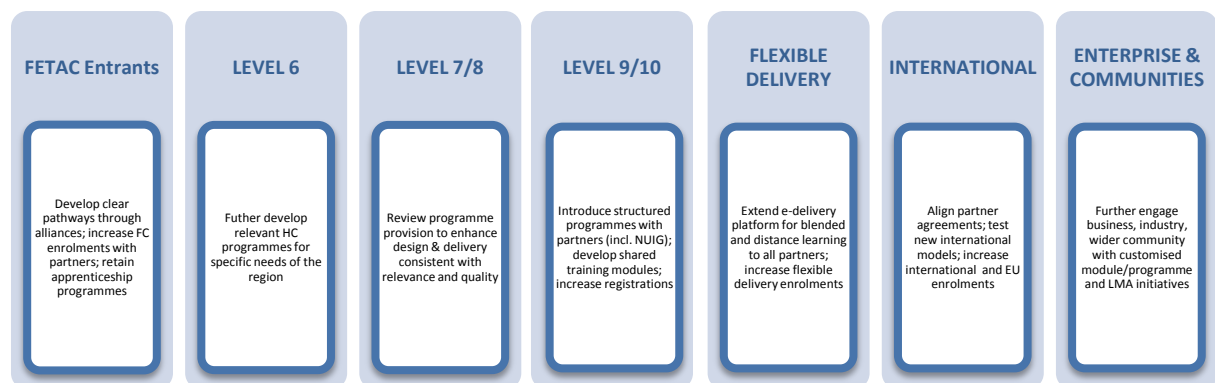 FETAC Entrants
Develop clear
pathways through
alliances; increase FC
enrolments with
partners; retain
apprenticeship
programmes
LEVEL 6
Futher develop
relevant HC
programmes for
specific needs of the
region
LEVEL 7/8
Review programme
provision to enhance
design & delivery
consistent with
relevance and quality
LEVEL 9/10
Introduce structured
programmes with
partners (incl. NUIG);
develop shared
training modules;
increase registrations
FLEXIBLE
DELIVERY
Extend e-delivery
platform for blended
and distance learning
to all partners;
increase flexible
delivery enrolments
INTERNATIONAL
Align partner
agreements; test
new international
models; increase
international and EU
enrolments
ENTERPRISE &
COMMUNITIES
Further engage
business, industry,
wider community
with customised
module/programme
and LMA initiatives